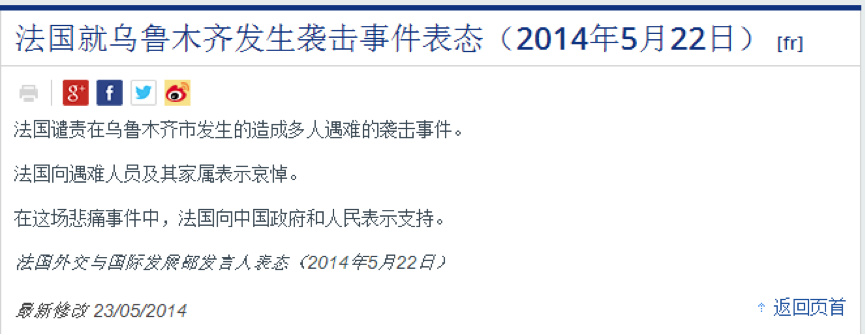 法国就乌鲁木齐发生袭击事件表态（2014年5月22日） [fr]
g+ f
法国谴责在乌鲁木齐市发生的造成多人遇难的袭击事件。
法国向遇难人员及其家属表示哀悼。
在这场悲痛事件中，法国向中国政府和人民表示支持。
法国外交与国际发展部发言人表态（2014年5月22日）
最新修改 23/05/2014
↑ 返回页首